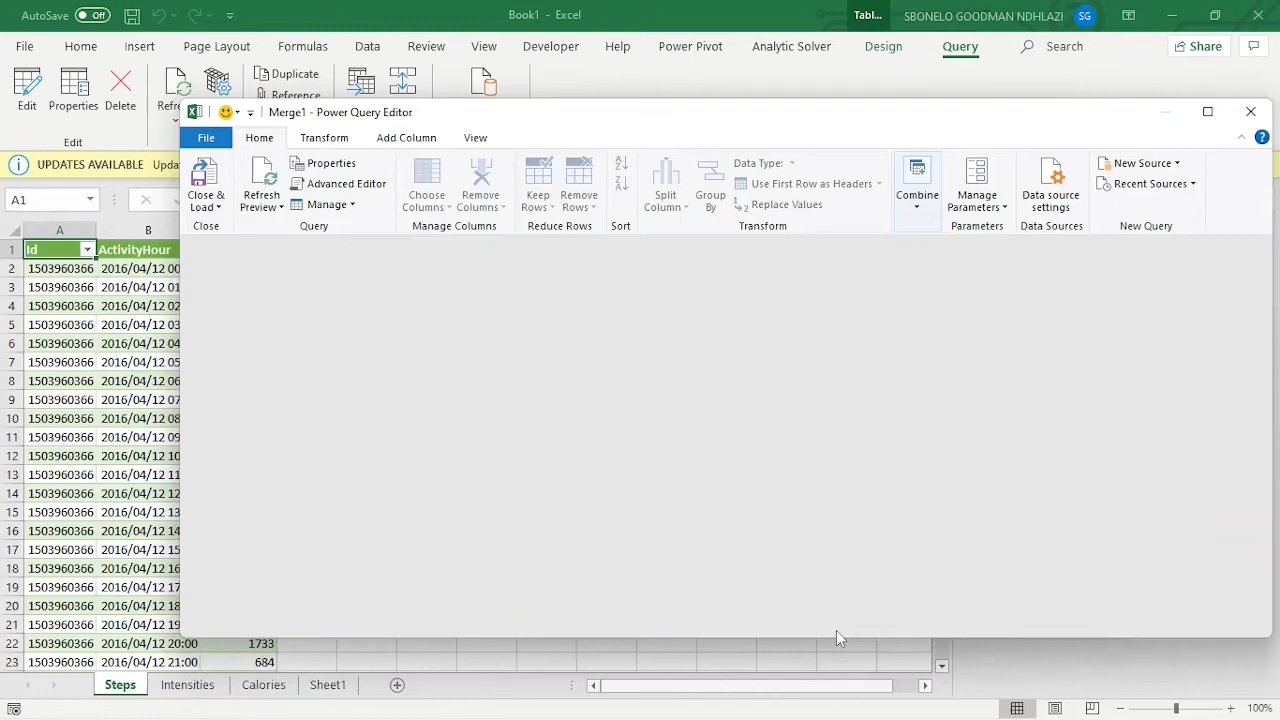 AutoSave Off Book1 - Excel Tabl... SBONELO GOODMAN NDHLAZI SG
File Home Insert Page Layout Formulas Data Review View Developer Help Power Pivot Analytic Solver Design Query Search Share
Duplicate
Reference
Edit Properties Delete Refre
Edit
UPDATES AVAILABLE Upda
A1
Merge1 - Power Query Editor
File Home Transform Add Column View
Close & Load Refresh Preview Properties Advanced Editor Manage Choose Columns Remove Columns Keep Rows Remove Rows Split Column Group By Data Type: Use First Row as Headers Replace Values Combine Manage Parameters Data source settings New Source Recent Sources
Close Query Manage Columns Reduce Rows Sort Transform Parameters Data Sources New Query
A B
1 Id ActivityHour
2 1503960366 2016/04/12 00
3 1503960366 2016/04/12 01
4 1503960366 2016/04/12 02
5 1503960366 2016/04/12 03
6 1503960366 2016/04/12 04
7 1503960366 2016/04/12 05
8 1503960366 2016/04/12 06
9 1503960366 2016/04/12 07
10 1503960366 2016/04/12 08
11 1503960366 2016/04/12 09
12 1503960366 2016/04/12 10
13 1503960366 2016/04/12 11
14 1503960366 2016/04/12 12
15 1503960366 2016/04/12 13
16 1503960366 2016/04/12 14
17 1503960366 2016/04/12 15
18 1503960366 2016/04/12 16
19 1503960366 2016/04/12 17
20 1503960366 2016/04/12 18
21 1503960366 2016/04/12 19
22 1503960366 2016/04/12 20:00 1733
23 1503960366 2016/04/12 21:00 684
Steps Intensities Calories Sheet1
100%